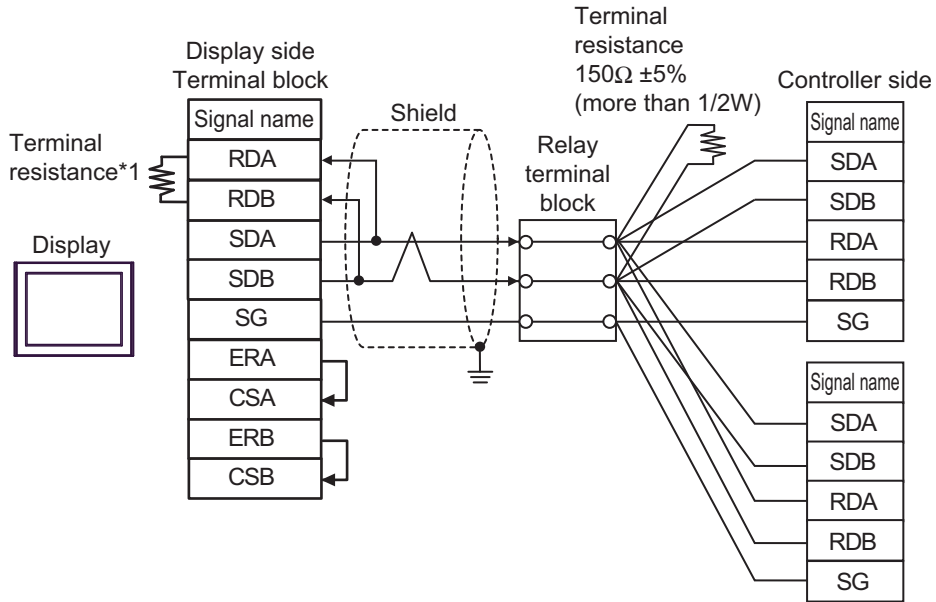 Terminal
resistance
150Ω ±5%
(more than 1/2W)
Display side
Terminal block
Controller side
Signal name
Shield
Signal name
Terminal
resistance*1
RDA
Relay
terminal
block
SDA
RDB
SDB
Display
SDA
RDA
SDB
RDB
SG
SG
ERA
CSA
Signal name
ERB
SDA
CSB
SDB
RDA
RDB
SG